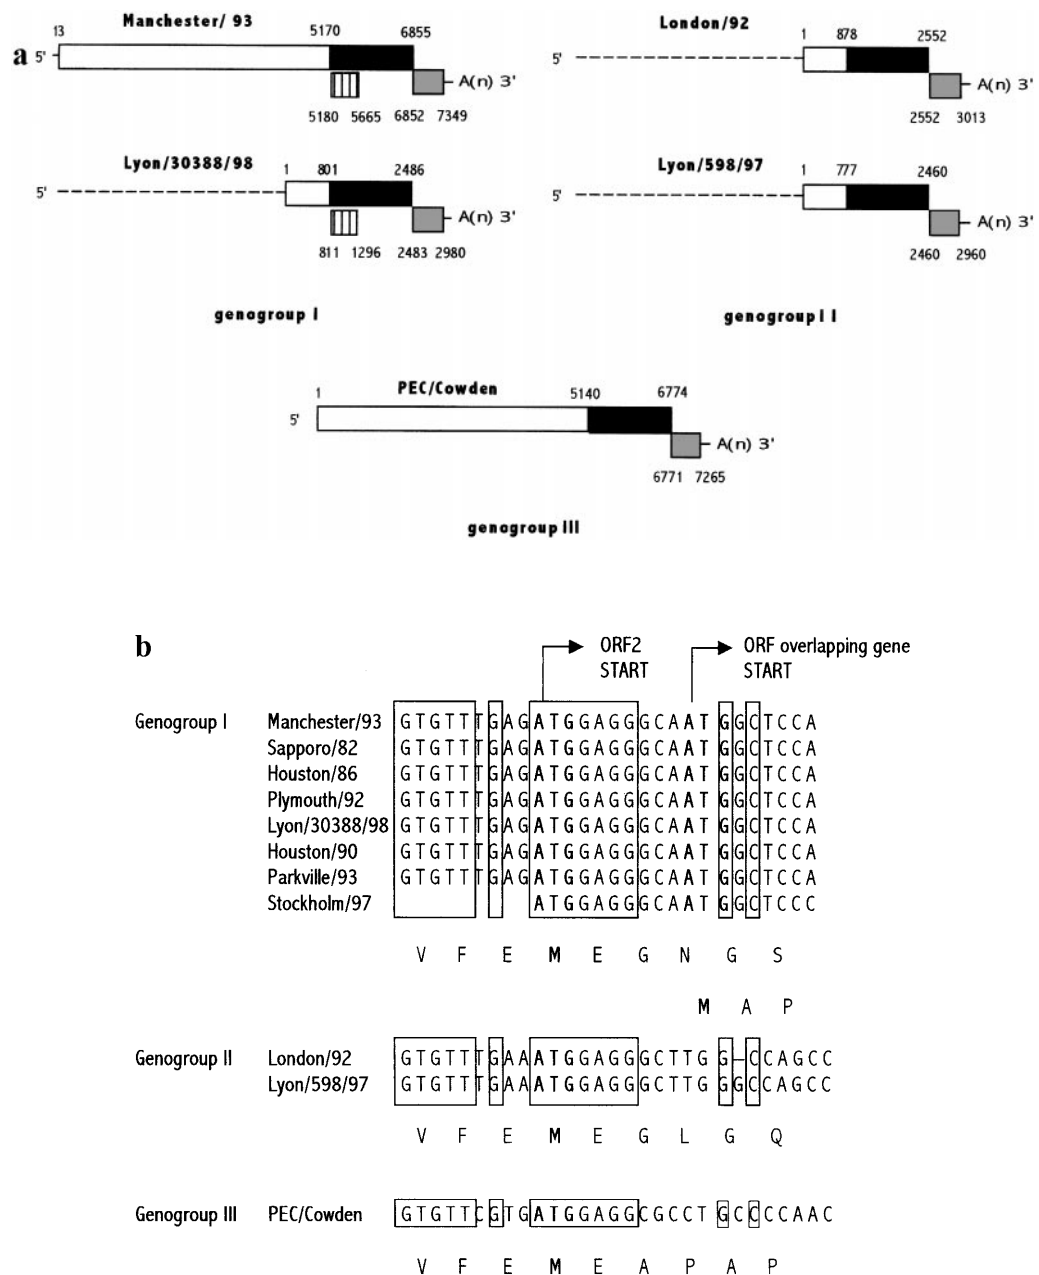 a
Manchester/ 93
13 5170 6855
5' A(n) 3'
5180 5665 6852 7349
London/92
1 878 2552
5' A(n) 3'
2552 3013
Lyon/30388/98
1 801 2486
5' A(n) 3'
811 1296 2483 2980
Lyon/598/97
1 777 2460
5' A(n) 3'
2460 2960
genogroup I
genogroup I I
PEC/Cowden
1 5140 6774
5' A(n) 3'
6771 7265
genogroup III
b
ORF2 START
ORF overlapping gene START
Genogroup I Manchester/93 GTGTTTGAGATGGAGGGCAATGGCTCCA
Sapporo/82 GTGTTTGAGATGGAGGGCAATGGCTCCA
Houston/86 GTGTTTGAGATGGAGGGCAATGGCTCCA
Plymouth/92 GTGTTTGAGATGGAGGGCAATGGCTCCA
Lyon/30388/98 GTGTTTGAGATGGAGGGCAATGGCTCCA
Houston/90 GTGTTTGAGATGGAGGGCAATGGCTCCA
Parkville/93 GTGTTTGAGATGGAGGGCAATGGCTCCA
Stockholm/97 ATGGAGGGCAATGGCTCCC
V F E M E G N G S
M A P
Genogroup II London/92 GTGTTTGAAATGGAGGGCTTG G–CCAGCC
Lyon/598/97 GTGTTTGAAATGGAGGGCTTG GGCCAGCC
V F E M E G L G Q
Genogroup III PEC/Cowden GTGTTCGTGATGGAGGCGCCT GCCCCAAC
V F E M E A P A P